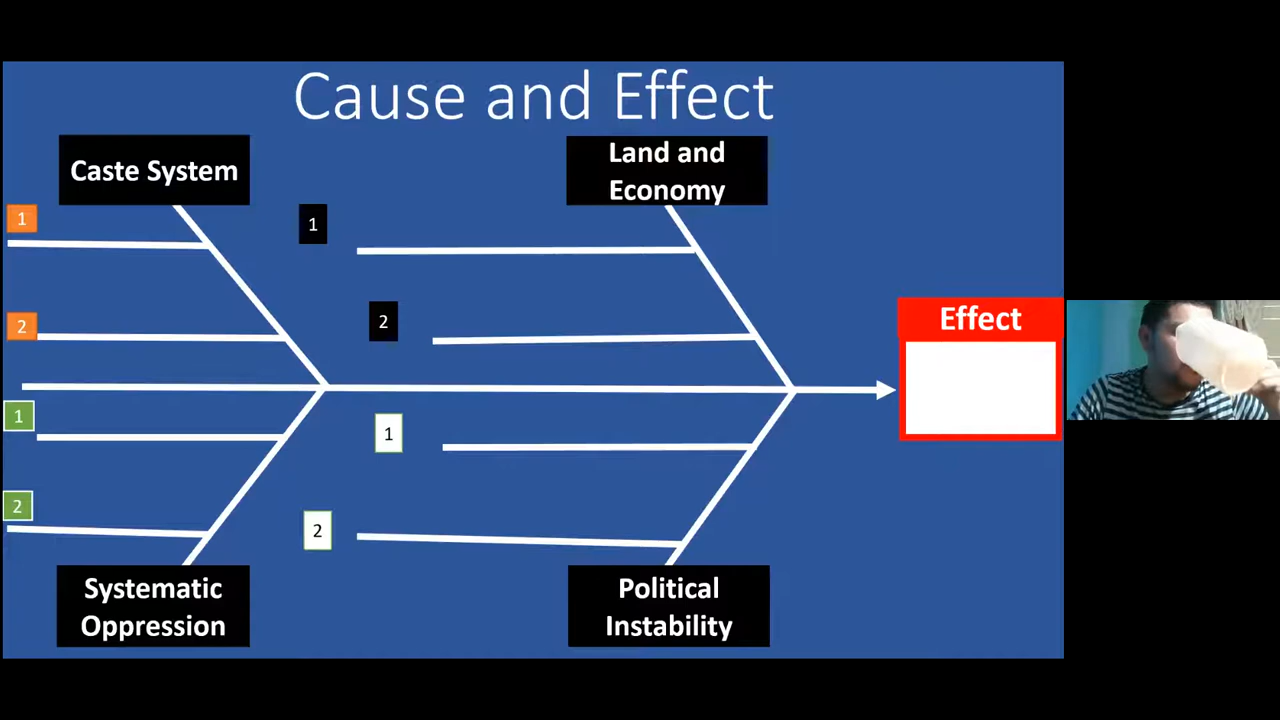 Cause and Effect
Caste System
Land and
Economy
1
1
2
2
Effect
1
1
2
2
Systematic
Oppression
Political
Instability